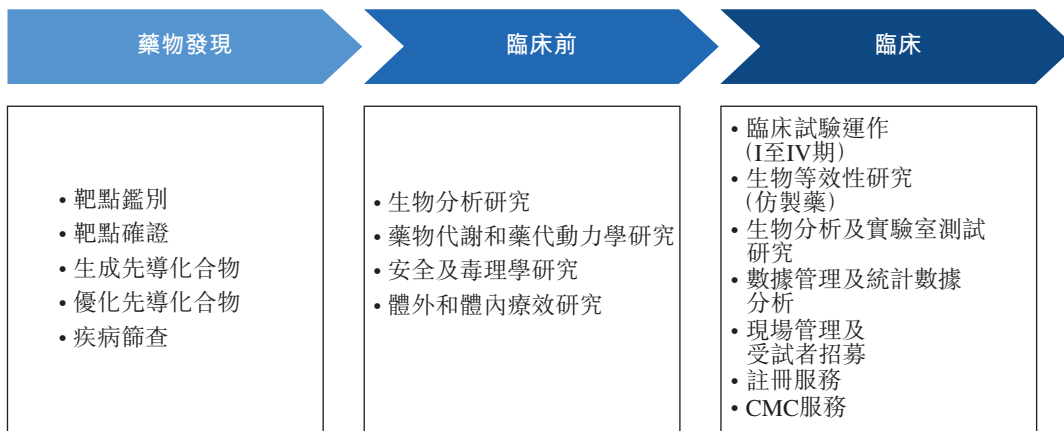 藥物發現
臨床前
臨床
• 靶點鑑別
• 靶點確證
• 生成先導化合物
• 優化先導化合物
• 疾病篩查
• 生物分析研究
• 藥物代謝和藥代動力學研究
• 安全及毒理學研究
• 體外和體內療效研究
• 臨床試驗運作
(I至IV期)
• 生物等效性研究
(仿製藥)
• 生物分析及實驗室測試
研究
• 數據管理及統計數據
分析
• 現場管理及
受試者招募
• 註冊服務
• CMC服務